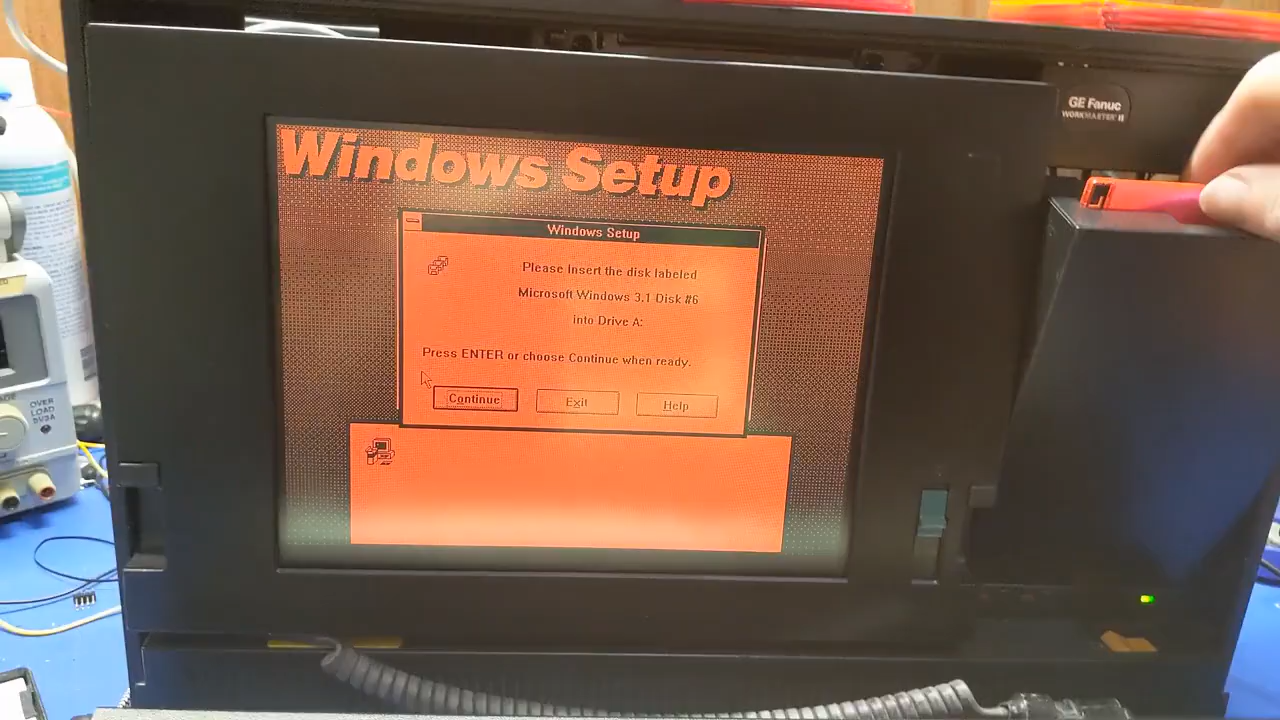 Windows Setup
GE Fanuc
WORKMASTER II
Windows Setup
Please insert the disk labeled
Microsoft Windows 3.1 Disk #6
into Drive A:
Press ENTER or choose Continue when ready.
Continue
Exit
Help
OVER
LOAD
5V3A